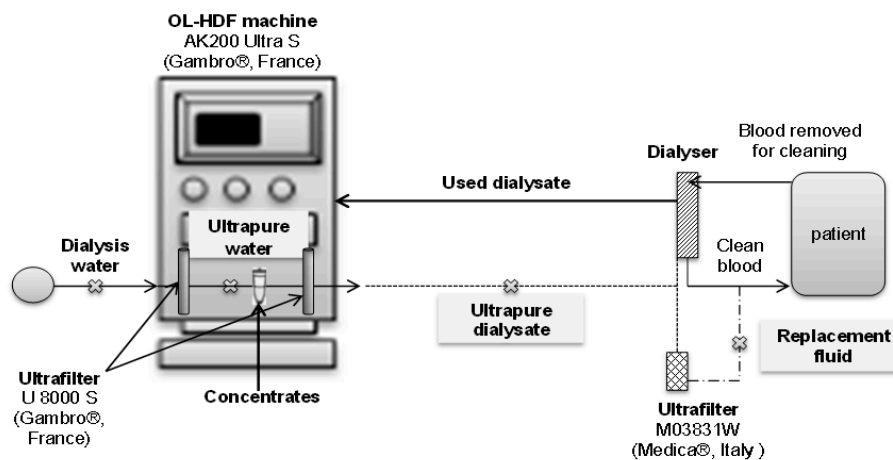 OL-HDF machine
AK200 Ultra S
(Gambro®, France)
Blood removed
for cleaning
Dialyser
Used dialysate
Ultrapure
water
Dialysis
water
Clean
blood
patient
Ultrapure
dialysate
Replacement
fluid
Ultrafilter
U 8000 S
(Gambro®,
France)
Concentrates
Ultrafilter
M03831W
(Medica®, Italy )